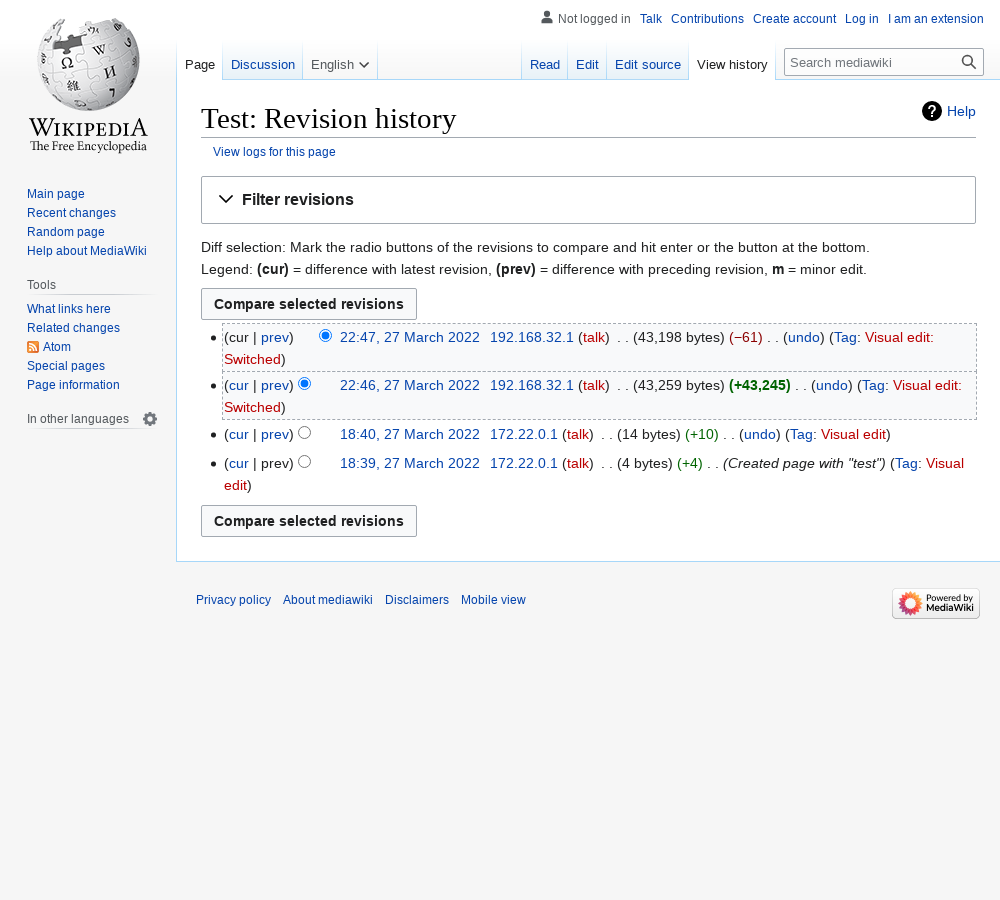 Not logged in Talk Contributions Create account Log in I am an extension
Page Discussion English Read Edit Edit source View history Search mediawiki
Ω W И 維
WIKIPEDIA
The Free Encyclopedia
Main page
Recent changes
Random page
Help about MediaWiki
Tools
What links here
Related changes
Atom
Special pages
Page information
In other languages
Test: Revision history
Help
View logs for this page
Filter revisions
Diff selection: Mark the radio buttons of the revisions to compare and hit enter or the button at the bottom.
Legend: (cur) = difference with latest revision, (prev) = difference with preceding revision, m = minor edit.
Compare selected revisions
(cur | prev) 22:47, 27 March 2022 192.168.32.1 (talk) . . (43,198 bytes) (−61) . . (undo) (Tag: Visual edit:
Switched)
(cur | prev) 22:46, 27 March 2022 192.168.32.1 (talk) . . (43,259 bytes) (+43,245) . . (undo) (Tag: Visual edit:
Switched)
(cur | prev) 18:40, 27 March 2022 172.22.0.1 (talk) . . (14 bytes) (+10) . . (undo) (Tag: Visual edit)
(cur | prev) 18:39, 27 March 2022 172.22.0.1 (talk) . . (4 bytes) (+4) . . (Created page with "test") (Tag: Visual
edit)
Compare selected revisions
Privacy policy About mediawiki Disclaimers Mobile view
Powered by
MediaWiki